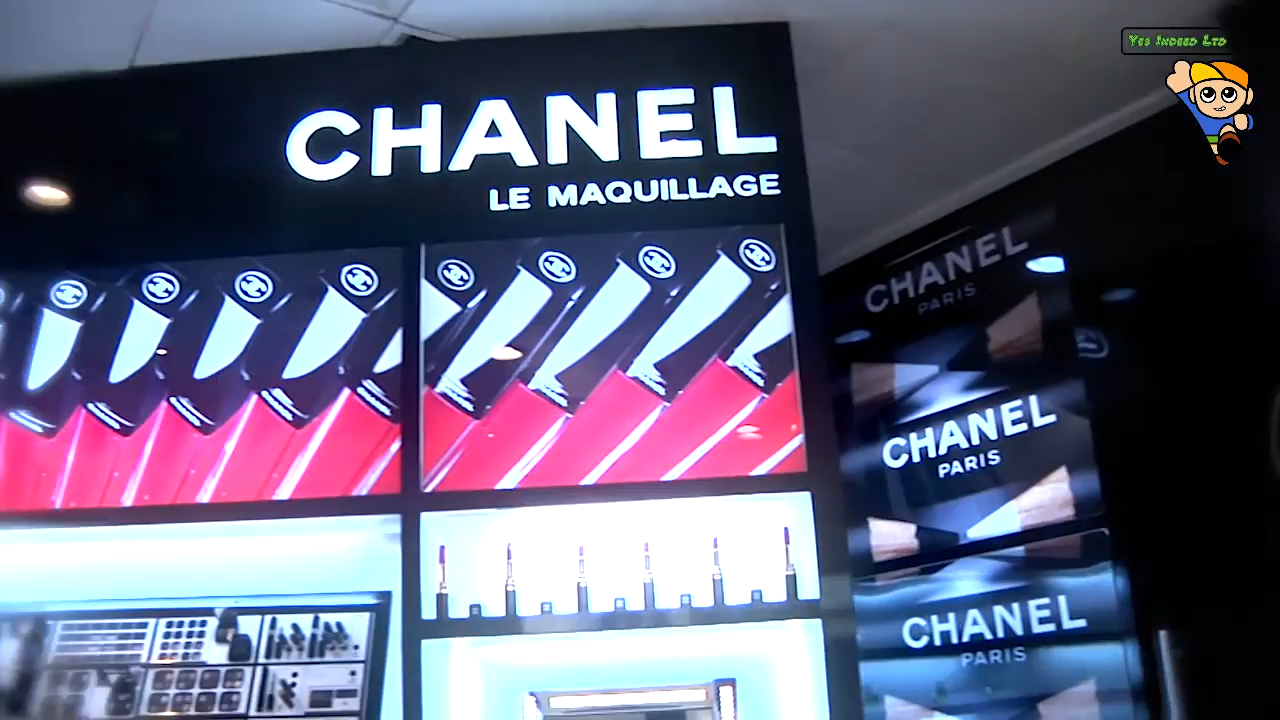 Yes Indeed Ltd
CHANEL
LE MAQUILLAGE
CHANEL
PARIS
CHANEL
PARIS
CHANEL
PARIS